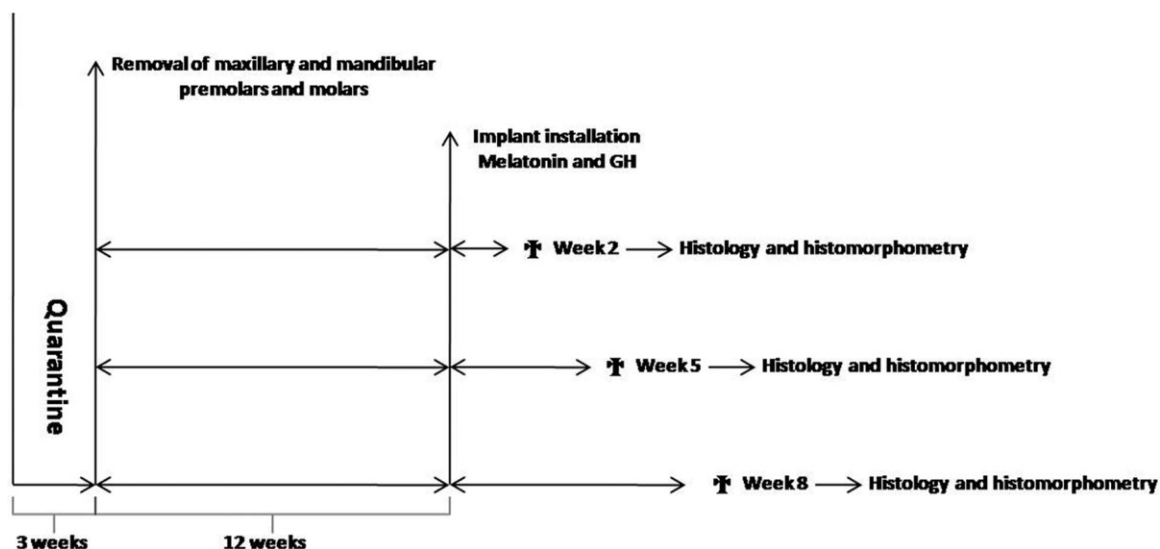 Removal of maxillary and mandibular
premolars and molars
Implant installation
Melatonin and GH
Week 2 Histology and histomorphometry
Week 5 Histology and histomorphometry
Quarantine
Week 8 Histology and histomorphometry
3 weeks 12 weeks